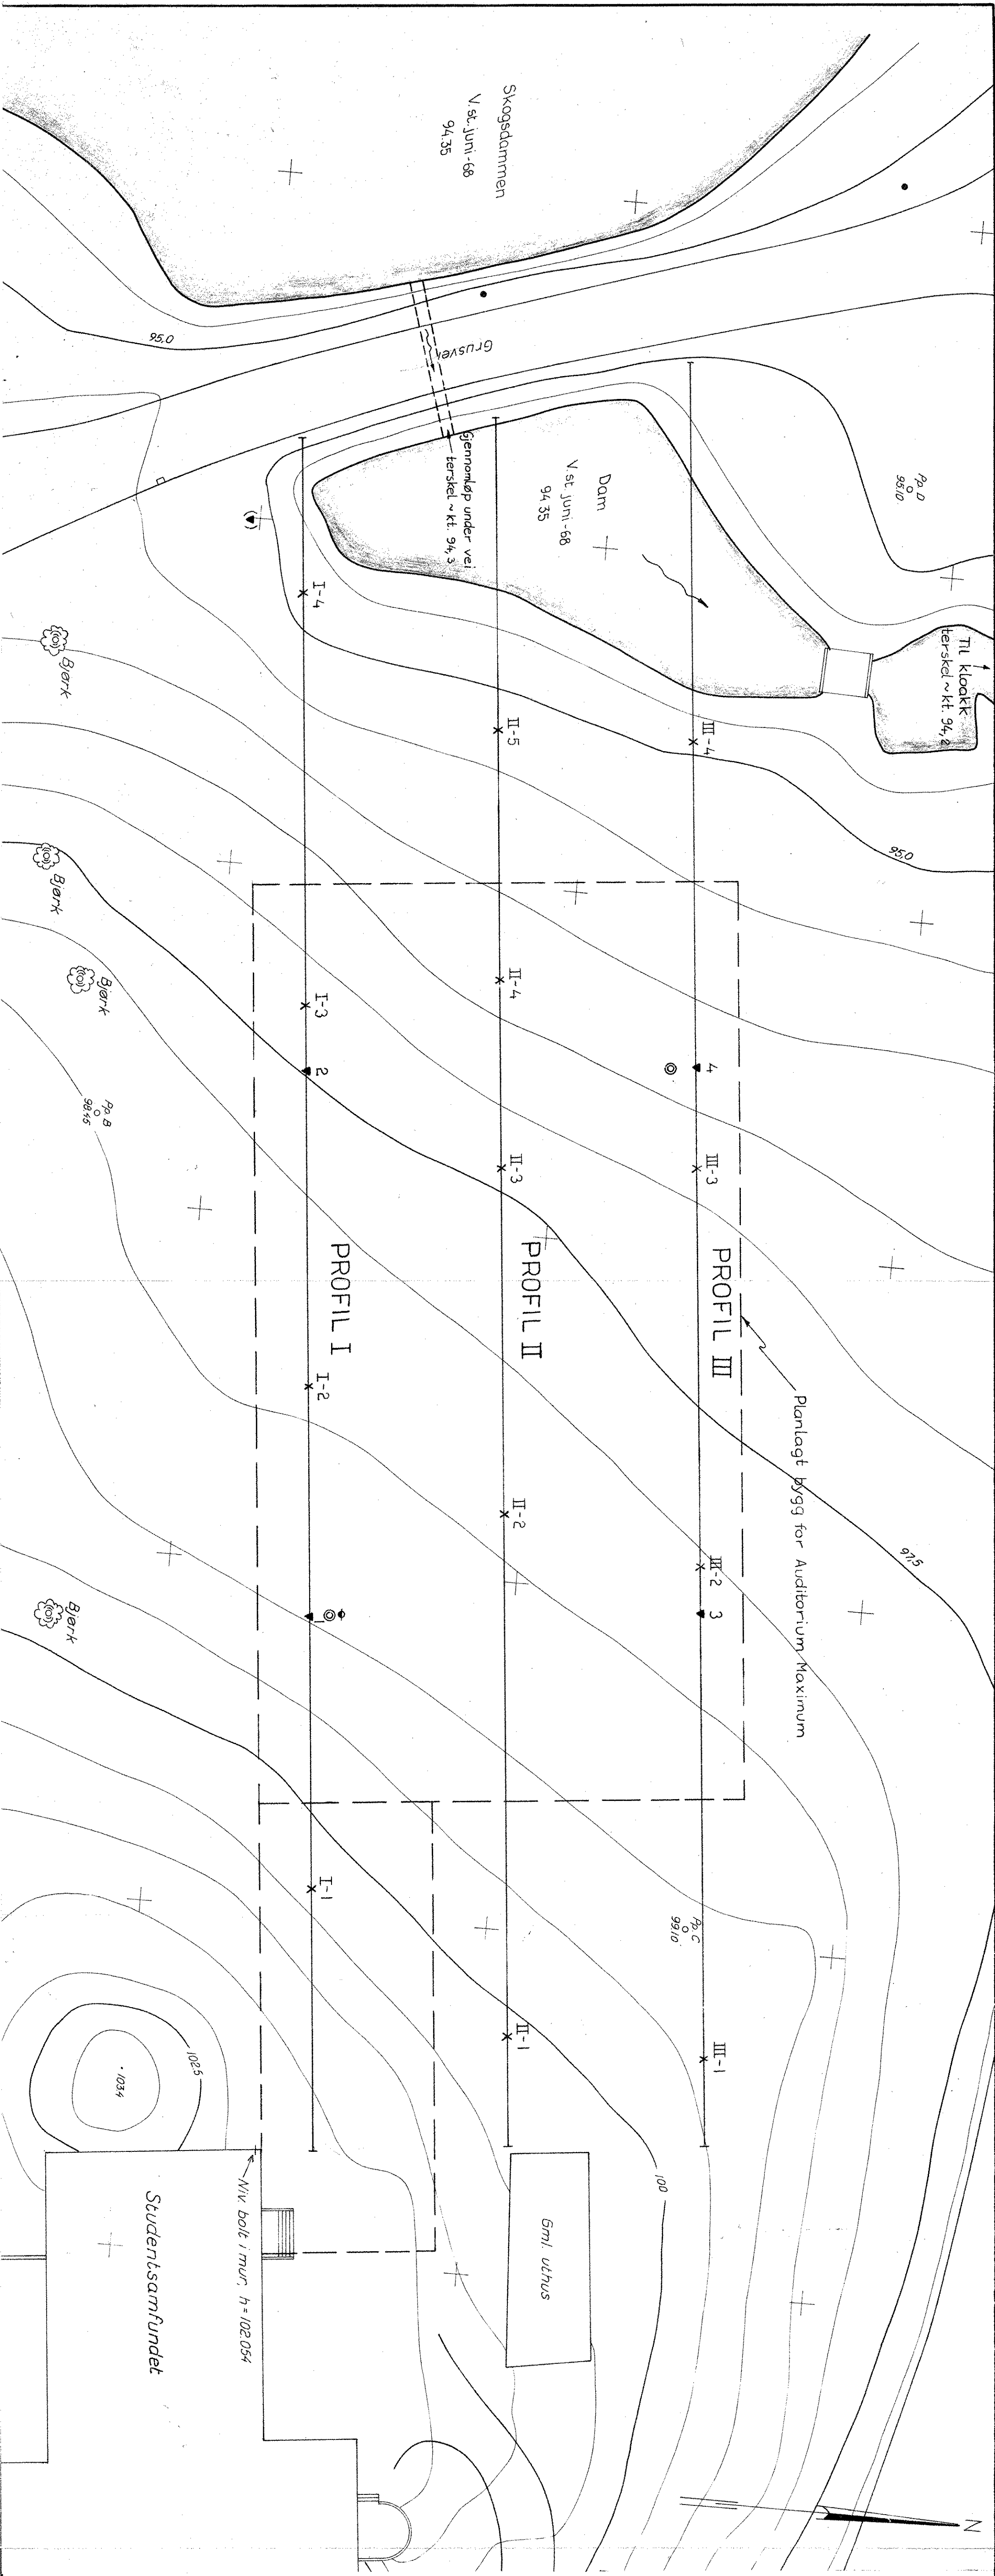 Skogsdammen
V.st. juni-68
94.35
95,0
Grusvei
Gjennomløp under vei
terskel ~ kt. 94,3
Dam
V.st. juni-68
94.35
Pp. D
95.10
Til kloakk
terskel ~ kt. 94,2
95,0
I-4
II-5
III-4
Bjørk
Bjørk
Bjørk
Pp. B
98.45
I-3
2
II-4
4
II-3
III-3
PROFIL I
PROFIL II
PROFIL III
Planlagt bygg for Auditorium Maximum
I-2
II-2
III-2
3
1
97,5
Bjørk
I-1
II-1
III-1
Pp. C
99.10
102.5
103.4
100
Niv. bolt i mur, h=102.054
Studentsamfundet
Gml. uthus
N